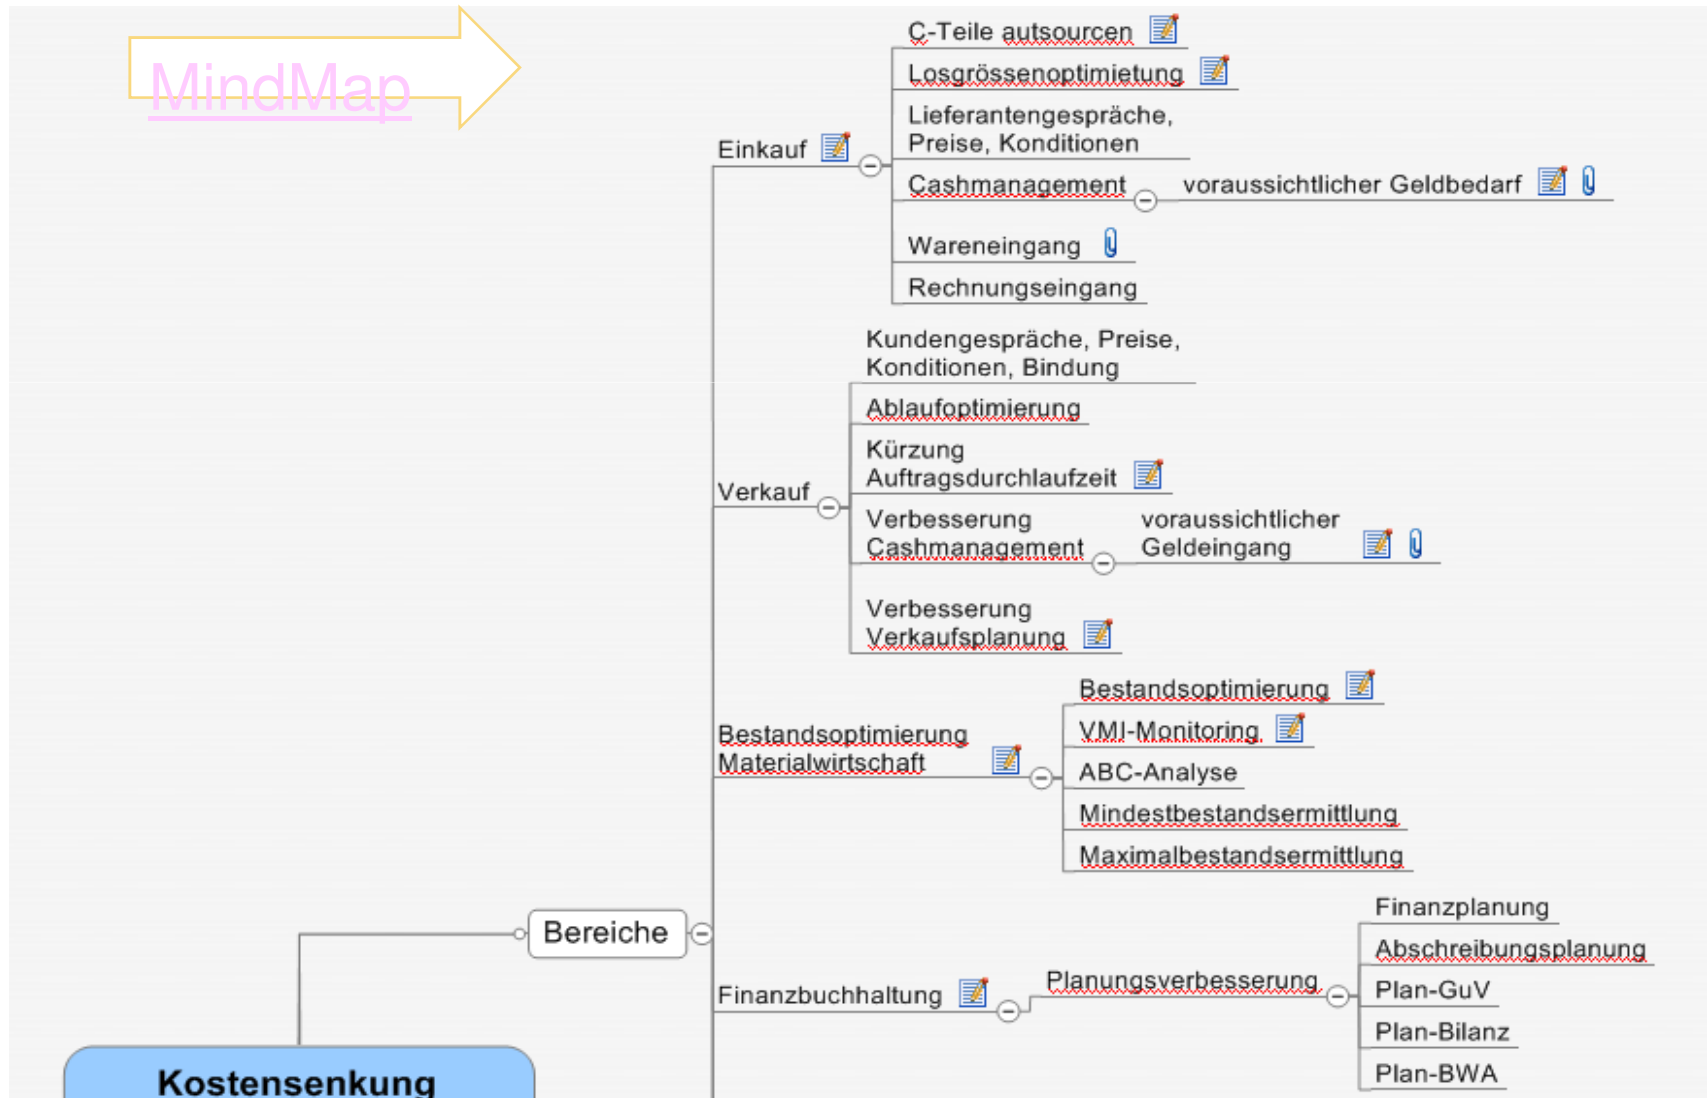 MindMap
C-Teile autsourcen
Losgrössenoptimietung
Lieferantengespräche,
Preise, Konditionen
Einkauf
Cashmanagement
voraussichtlicher Geldbedarf
Wareneingang
Rechnungseingang
Kundengespräche, Preise,
Konditionen, Bindung
Ablaufoptimierung
Kürzung
Auftragsdurchlaufzeit
Verkauf
Verbesserung
Cashmanagement
voraussichtlicher
Geldeingang
Verbesserung
Verkaufsplanung
Bestandsoptimierung
Materialwirtschaft
Bestandsoptimierung
VMI-Monitoring
ABC-Analyse
Mindestbestandsermittlung
Maximalbestandsermittlung
Bereiche
Finanzbuchhaltung
Planungsverbesserung
Finanzplanung
Abschreibungsplanung
Plan-GuV
Plan-Bilanz
Plan-BWA
Kostensenkung